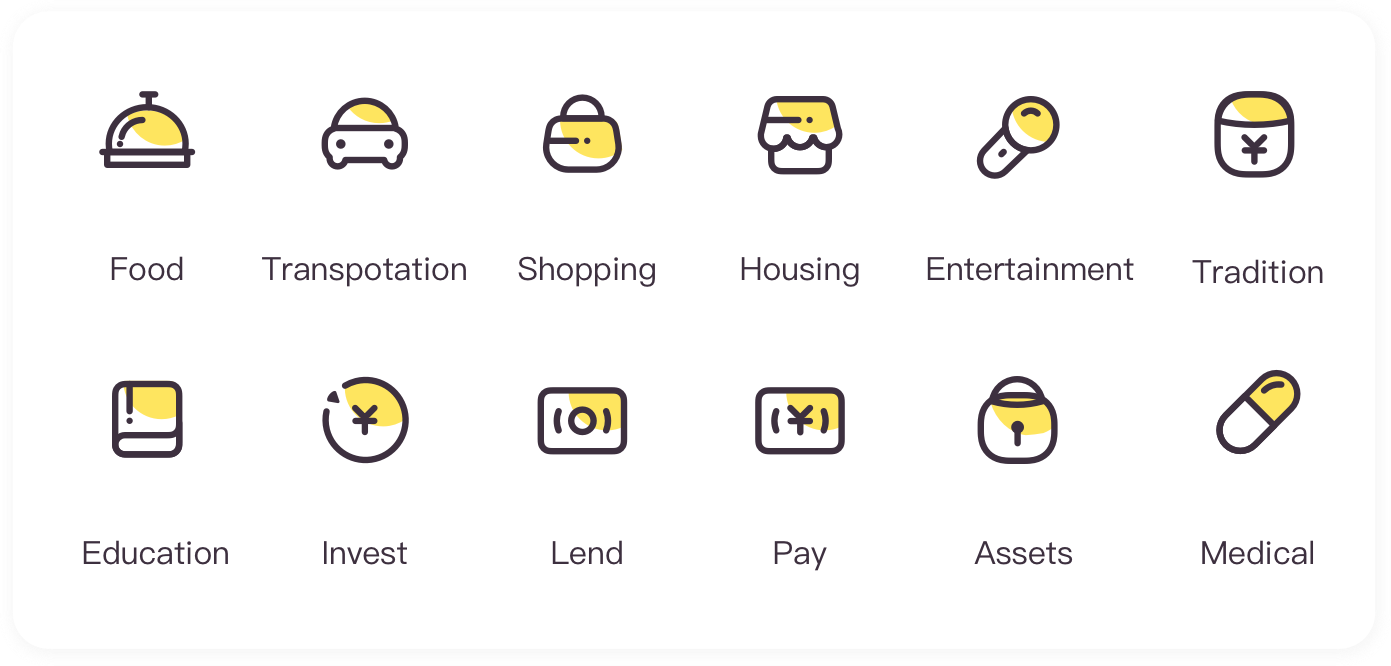 Food
Transpotation
Shopping
Housing
Entertainment
Tradition
¥
Education
Invest
Lend
Pay
Assets
Medical
¥
¥